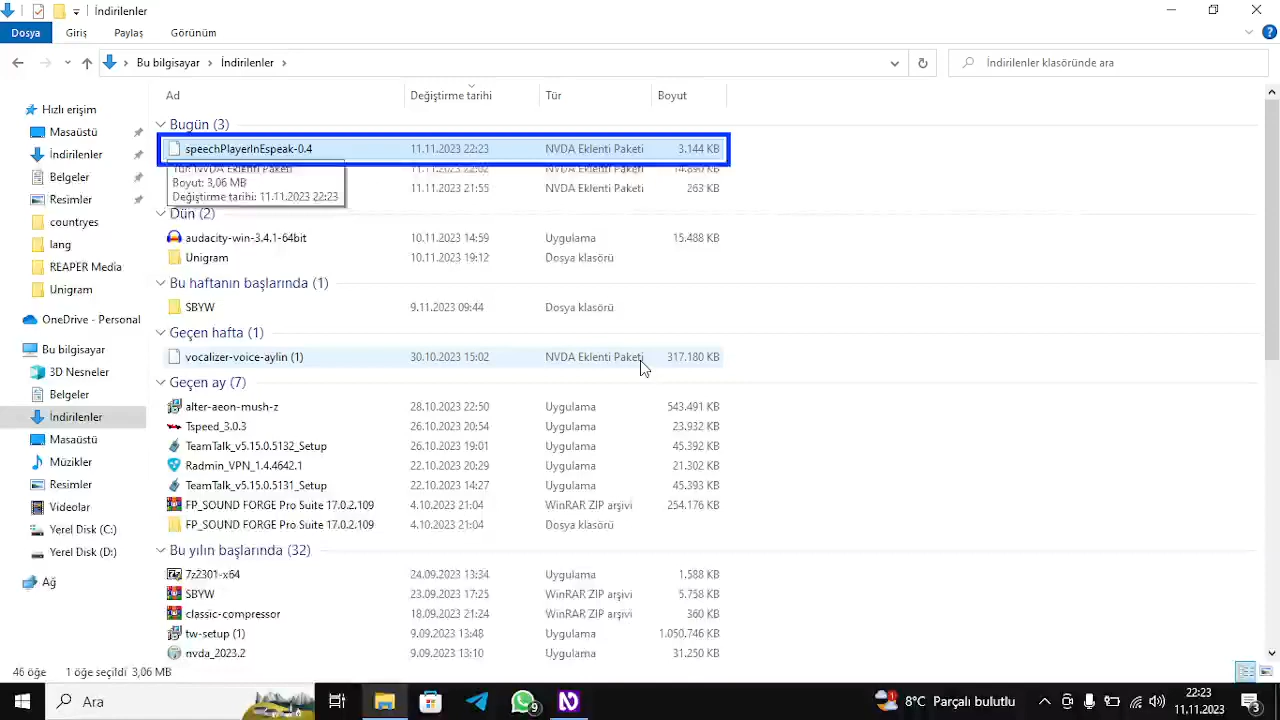 İndirilenler
Dosya Giriş Paylaş Görünüm
Bu bilgisayar İndirilenler
İndirilenler klasöründe ara
Hızlı erişim
Masaüstü
İndirilenler
Belgeler
Resimler
countryes
lang
REAPER Media
Unigram
OneDrive - Personal
Bu bilgisayar
3D Nesneler
Belgeler
İndirilenler
Masaüstü
Müzikler
Resimler
Videolar
Yerel Disk (C:)
Yerel Disk (D:)
Ağ
Ad Değiştirme tarihi Tür Boyut
Bugün (3)
speechPlayerInEspeak-0.4 11.11.2023 22:23 NVDA Eklenti Paketi 3.144 KB
Tür: NVDA Eklenti Paketi
Boyut: 3,06 MB
Değiştirme tarihi: 11.11.2023 22:23
11.11.2023 22:02 NVDA Eklenti Paketi 14.890 KB
11.11.2023 21:55 NVDA Eklenti Paketi 263 KB
Dün (2)
audacity-win-3.4.1-64bit 10.11.2023 14:59 Uygulama 15.488 KB
Unigram 10.11.2023 19:12 Dosya klasörü
Bu haftanın başlarında (1)
SBYW 9.11.2023 09:44 Dosya klasörü
Geçen hafta (1)
vocalizer-voice-aylin (1) 30.10.2023 15:02 NVDA Eklenti Paketi 317.180 KB
Geçen ay (7)
alter-aeon-mush-z 28.10.2023 22:50 Uygulama 543.491 KB
Tspeed_3.0.3 26.10.2023 20:54 Uygulama 23.932 KB
TeamTalk_v5.15.0.5132_Setup 26.10.2023 19:01 Uygulama 45.392 KB
Radmin_VPN_1.4.4642.1 22.10.2023 20:29 Uygulama 21.302 KB
TeamTalk_v5.15.0.5131_Setup 22.10.2023 14:27 Uygulama 45.393 KB
FP_SOUND FORGE Pro Suite 17.0.2.109 4.10.2023 21:04 WinRAR ZIP arşivi 254.176 KB
FP_SOUND FORGE Pro Suite 17.0.2.109 4.10.2023 21:04 Dosya klasörü
Bu yılın başlarında (32)
7z2301-x64 24.09.2023 13:34 Uygulama 1.588 KB
SBYW 23.09.2023 17:25 WinRAR ZIP arşivi 5.758 KB
classic-compressor 18.09.2023 21:24 WinRAR ZIP arşivi 360 KB
tw-setup (1) 9.09.2023 13:48 Uygulama 1.050.746 KB
nvda_2023.2 9.09.2023 13:10 Uygulama 31.250 KB
46 öğe 1 öğe seçildi 3,06 MB
Ara
9
1
8°C Parçalı bulutlu
22:23
11.11.2023
3